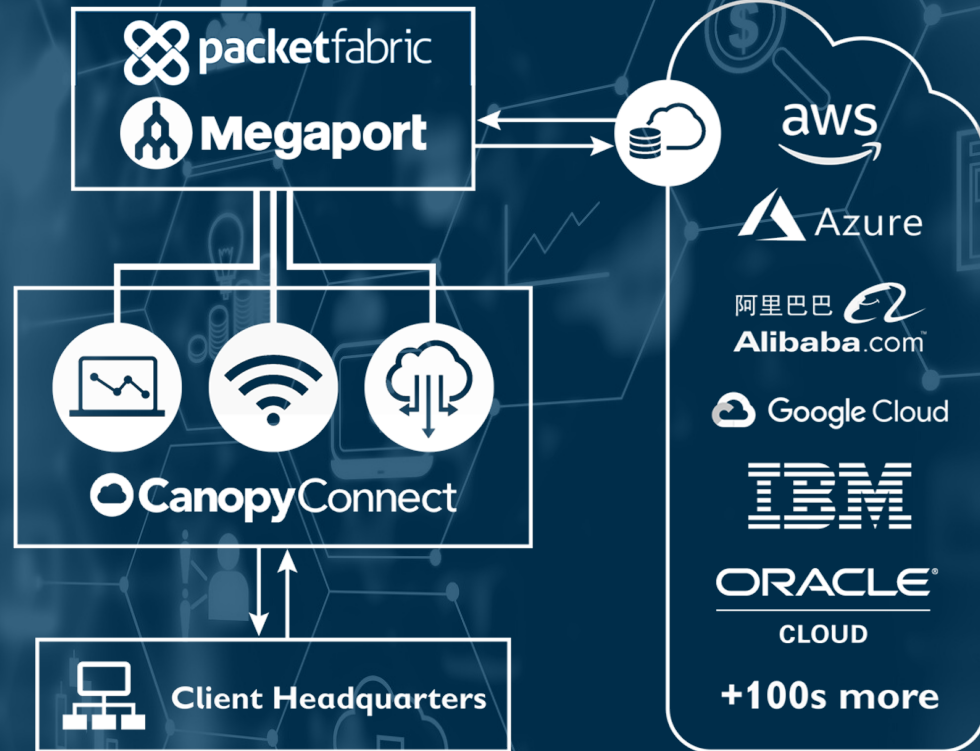 packetfabric
Megaport
CanopyConnect
Client Headquarters
aws
Azure
阿里巴巴
Alibaba.com™
Google Cloud
IBM
ORACLE®
CLOUD
+100s more